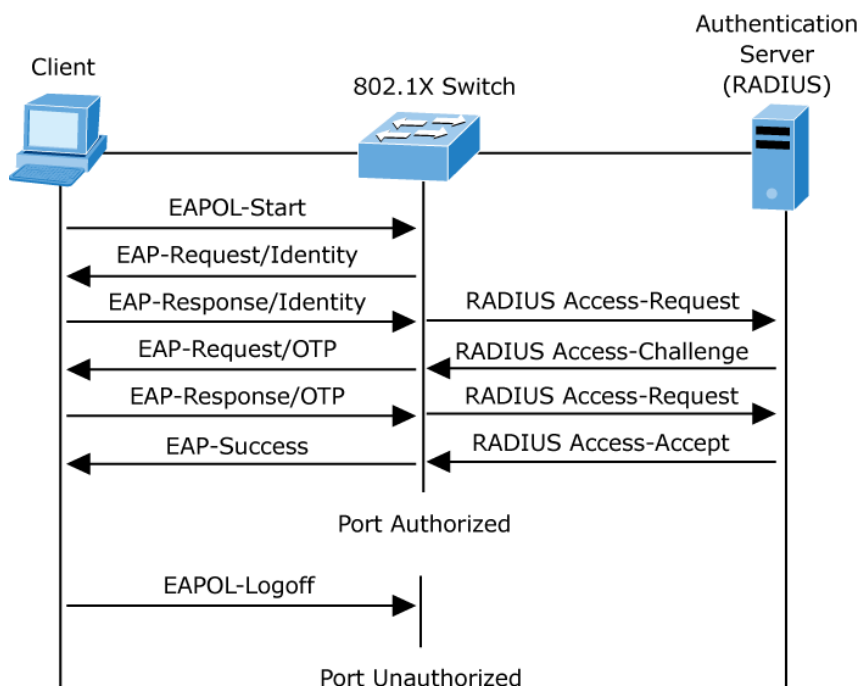 Authentication
Server
(RADIUS)
Client
802.1X Switch
EAPOL-Start
EAP-Request/Identity
EAP-Response/Identity
RADIUS Access-Request
EAP-Request/OTP
RADIUS Access-Challenge
EAP-Response/OTP
RADIUS Access-Request
EAP-Success
RADIUS Access-Accept
Port Authorized
EAPOL-Logoff
Port Unauthorized